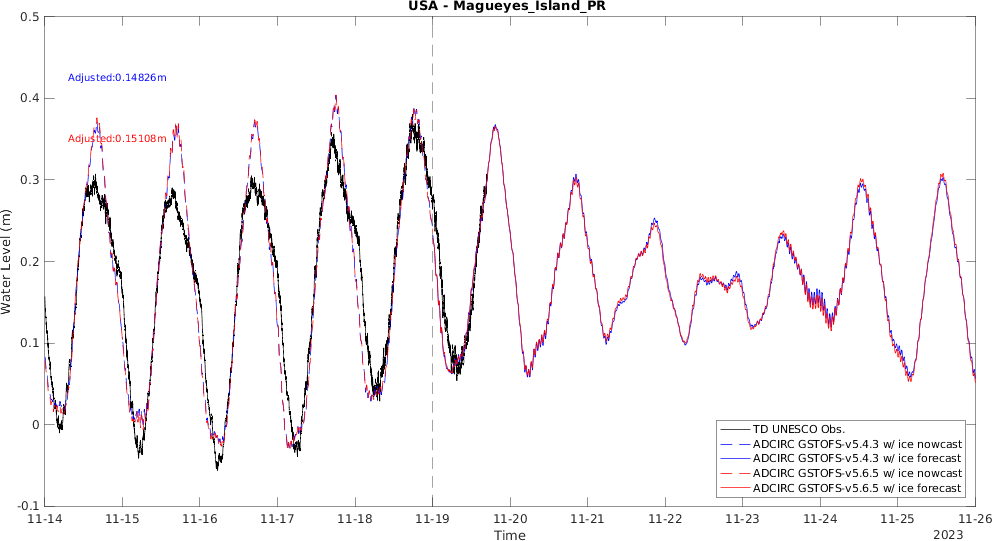 USA - Magueyes_Island_PR
0.5
0.4
0.3
0.2
0.1
0
-0.1
Water Level (m)
Adjusted:0.14826m
Adjusted:0.15108m
TD UNESCO Obs.
ADCIRC GSTOFS-v5.4.3 w/ ice nowcast
ADCIRC GSTOFS-v5.4.3 w/ ice forecast
ADCIRC GSTOFS-v5.6.5 w/ ice nowcast
ADCIRC GSTOFS-v5.6.5 w/ ice forecast
11-14 11-15 11-16 11-17 11-18 11-19 11-20 11-21 11-22 11-23 11-24 11-25 11-26
Time
2023